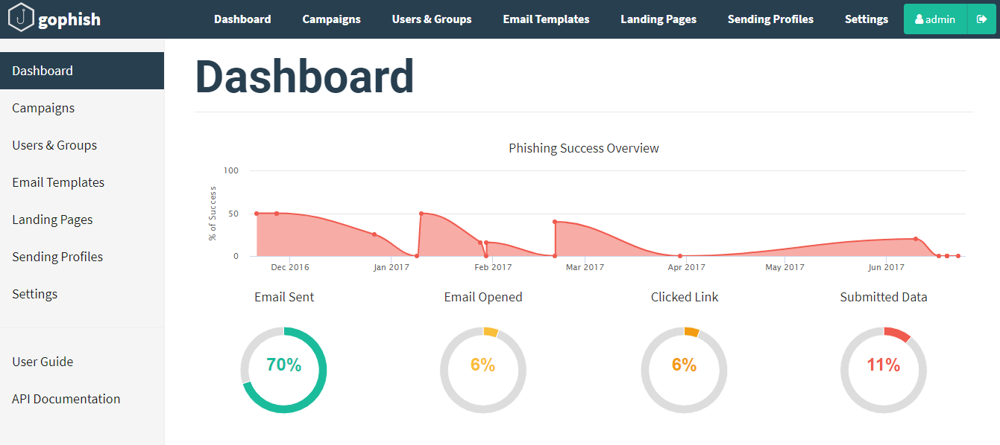 gophish
Dashboard
Campaigns
Users & Groups
Email Templates
Landing Pages
Sending Profiles
Settings
admin
Dashboard
Campaigns
Users & Groups
Email Templates
Landing Pages
Sending Profiles
Settings
User Guide
API Documentation
Dashboard
Phishing Success Overview
% of Success
100
50
0
Dec 2016
Jan 2017
Feb 2017
Mar 2017
Apr 2017
May 2017
Jun 2017
Email Sent
Email Opened
Clicked Link
Submitted Data
70%
6%
6%
11%